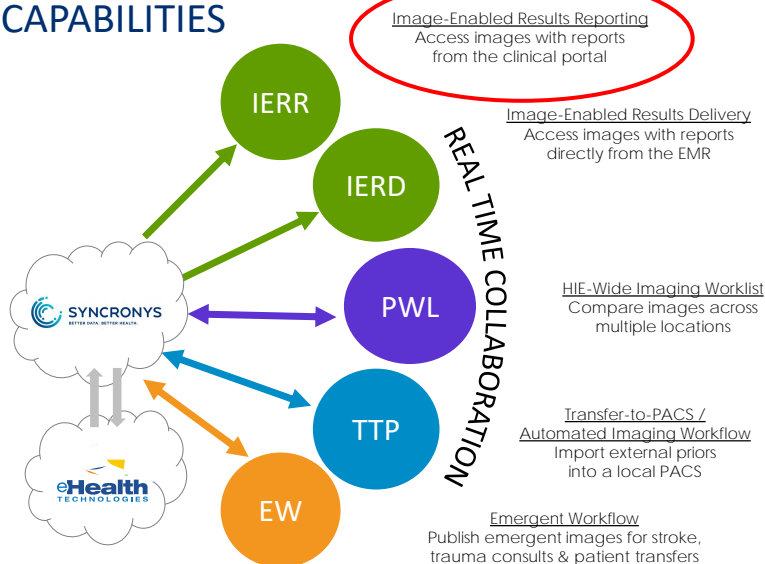 CAPABILITIES
Image-Enabled Results Reporting
Access images with reports
from the clinical portal
IERR
Image-Enabled Results Delivery
Access images with reports
directly from the EMR
IERD
REAL TIME COLLABORATION
HIE-Wide Imaging Worklist
Compare images across
multiple locations
PWL
SYNCRONYS
BETTER DATA. BETTER HEALTH.
Transfer-to-PACS /
Automated Imaging Workflow
Import external priors
into a local PACS
TTP
eHealth
TECHNOLOGIES
EW
Emergent Workflow
Publish emergent images for stroke,
trauma consults & patient transfers